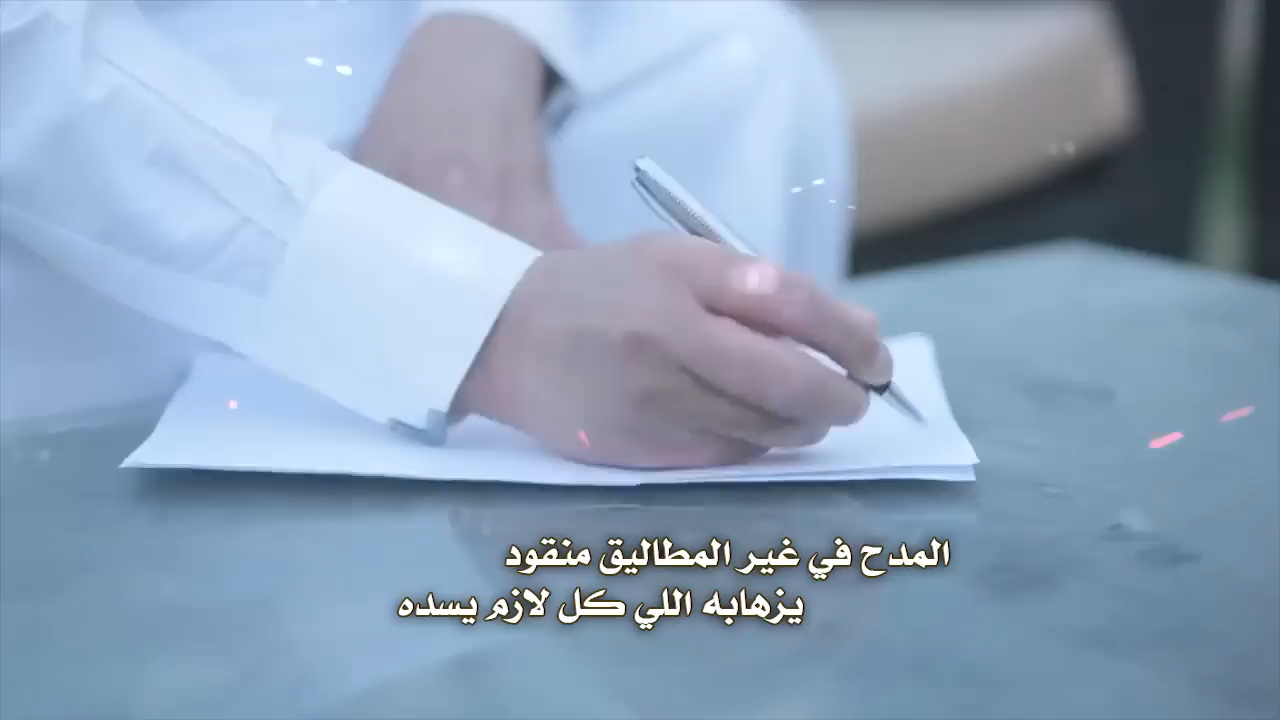 المدح في غير المطاليق منقود
يزهابه اللي كل لازم يسده